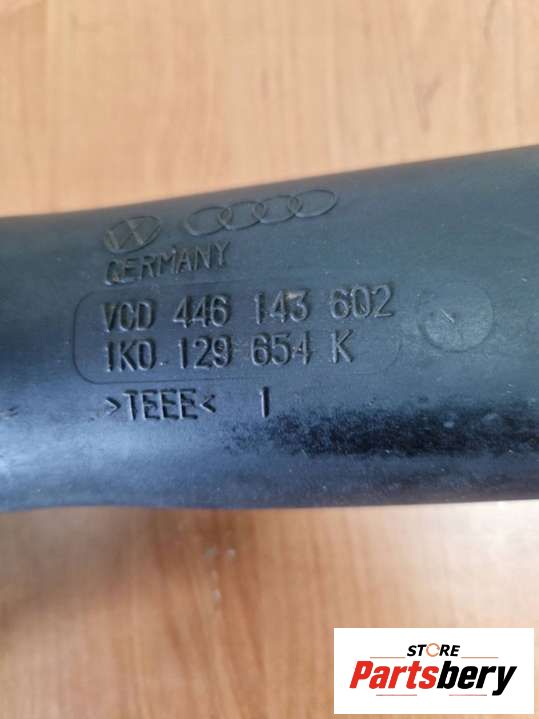 GERMANY
VCD 446 143 602
1K0 129 654 K
>TEEE< 1
STORE
Partsbery